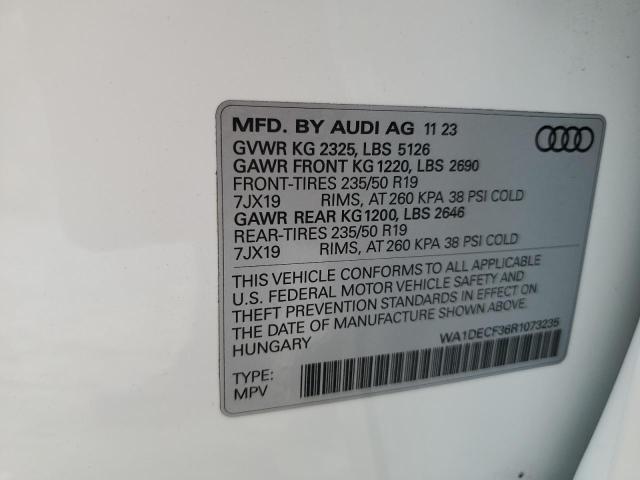 MFD. BY AUDI AG 11 23
GVWR KG 2325, LBS 5126
GAWR FRONT KG 1220, LBS 2690
FRONT-TIRES 235/50 R19
7JX19 RIMS, AT 260 KPA 38 PSI COLD
GAWR REAR KG 1200, LBS 2646
REAR-TIRES 235/50 R19
7JX19 RIMS, AT 260 KPA 38 PSI COLD
THIS VEHICLE CONFORMS TO ALL APPLICABLE
U.S. FEDERAL MOTOR VEHICLE SAFETY AND
THEFT PREVENTION STANDARDS IN EFFECT ON
THE DATE OF MANUFACTURE SHOWN ABOVE.
HUNGARY
WA1DECF36R1073235
TYPE:
MPV